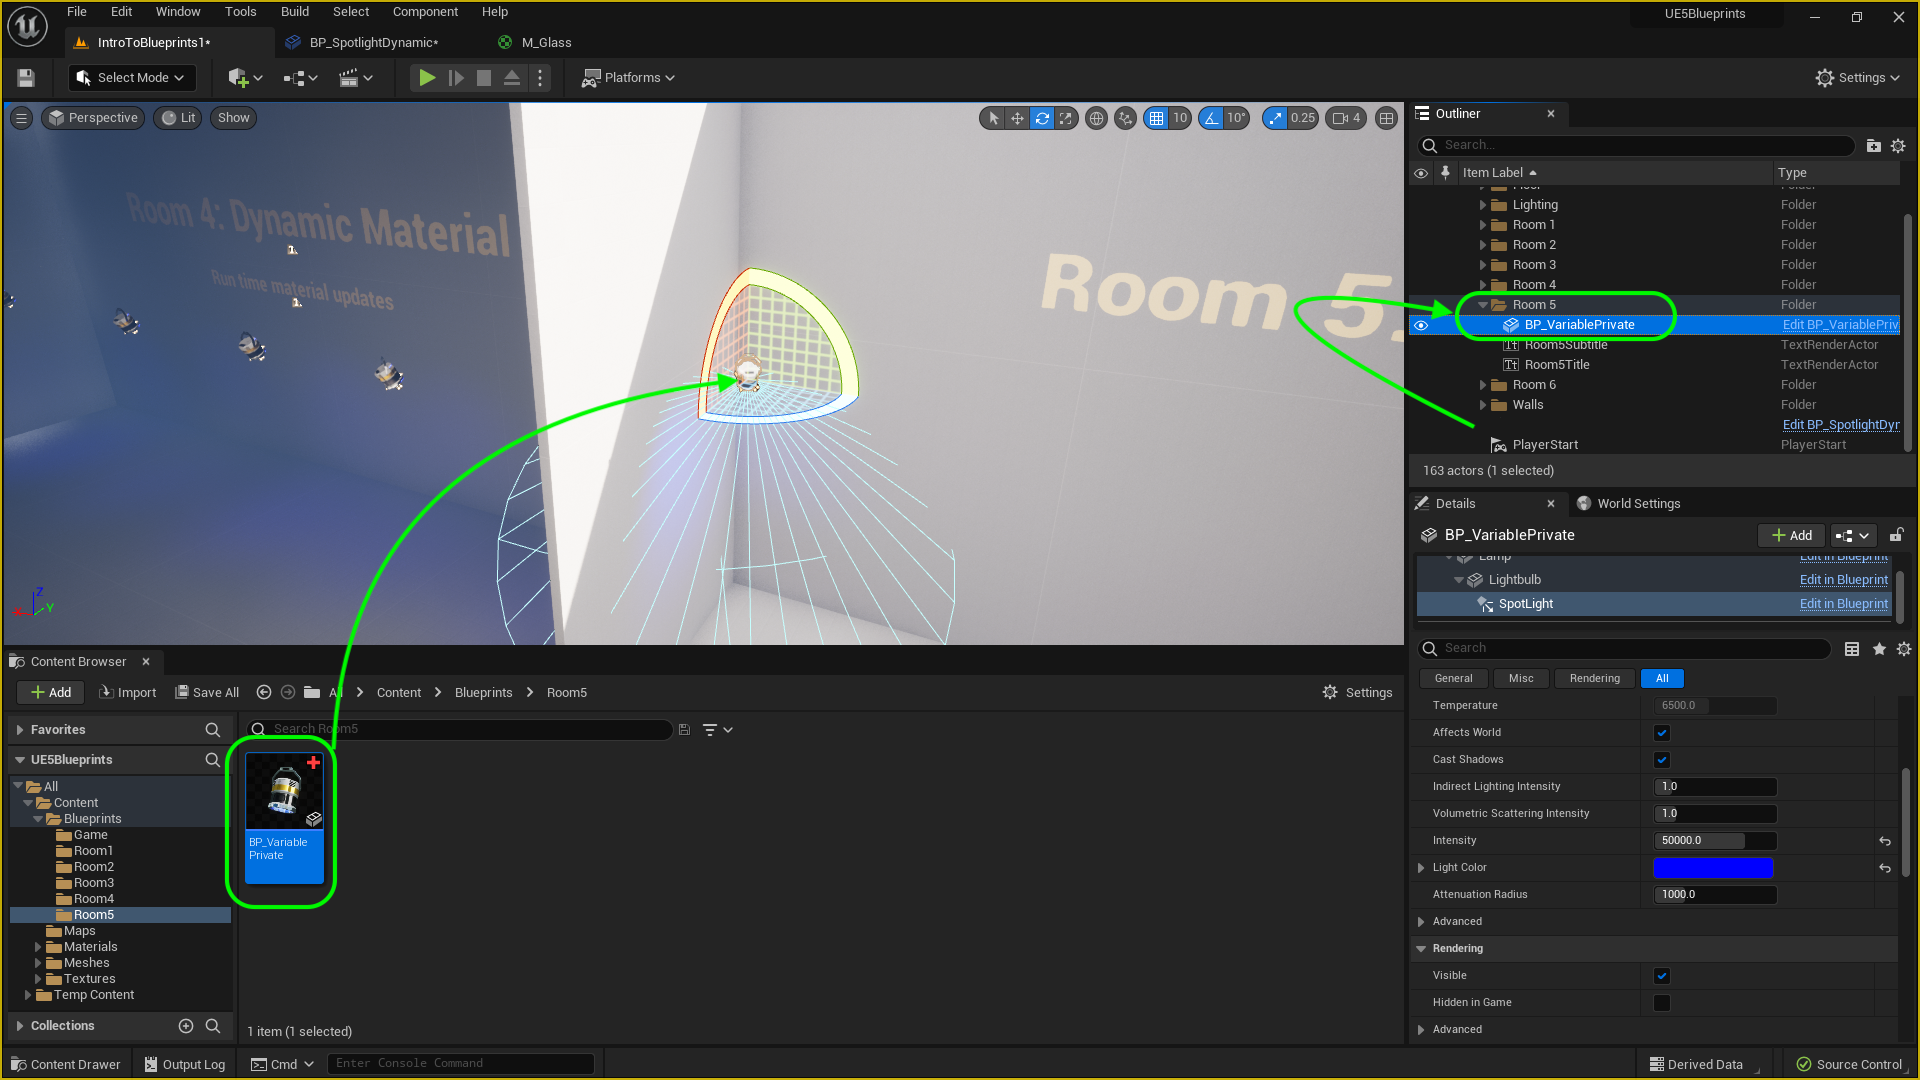 File Edit Window Tools Build Select Component Help
UE5Blueprints
IntroToBlueprints1*
BP_SpotlightDynamic*
M_Glass
Select Mode
Platforms
Settings
Perspective
Lit
Show
10
10°
0.25
4
Room 4: Dynamic Material
Run time material updates
Room 5.
Outliner
Search...
Item Label
Type
Lighting Folder
Room 1 Folder
Room 2 Folder
Room 3 Folder
Room 4 Folder
Room 5 Folder
BP_VariablePrivate Edit BP_VariablePriv
Room5Subtitle TextRenderActor
Room5Title TextRenderActor
Room 6 Folder
Walls Folder
Edit BP_SpotlightDyn
PlayerStart PlayerStart
163 actors (1 selected)
Details
World Settings
BP_VariablePrivate
Add
Lamp Edit in Blueprint
Lightbulb Edit in Blueprint
SpotLight Edit in Blueprint
Search
General Misc Rendering All
Temperature 6500.0
Affects World
Cast Shadows
Indirect Lighting Intensity 1.0
Volumetric Scattering Intensity 1.0
Intensity 50000.0
Light Color
Attenuation Radius 1000.0
Advanced
Rendering
Visible
Hidden in Game
Advanced
Content Browser
Add
Import
Save All
Content
Blueprints
Room5
Settings
Favorites
Search Room5
UE5Blueprints
All
Content
Blueprints
Game
Room1
Room2
Room3
Room4
Room5
Maps
Materials
Meshes
Textures
Temp Content
Collections
BP_Variable
Private
1 item (1 selected)
Content Drawer
Output Log
Cmd
Enter Console Command
Derived Data
Source Control